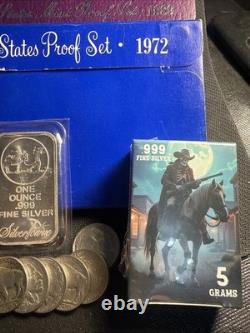 States Proof Set · 1972
ONE
OUNCE
.999
FINE SILVER
Silvertowne
.999
FINE SILVER
5
GRAMS